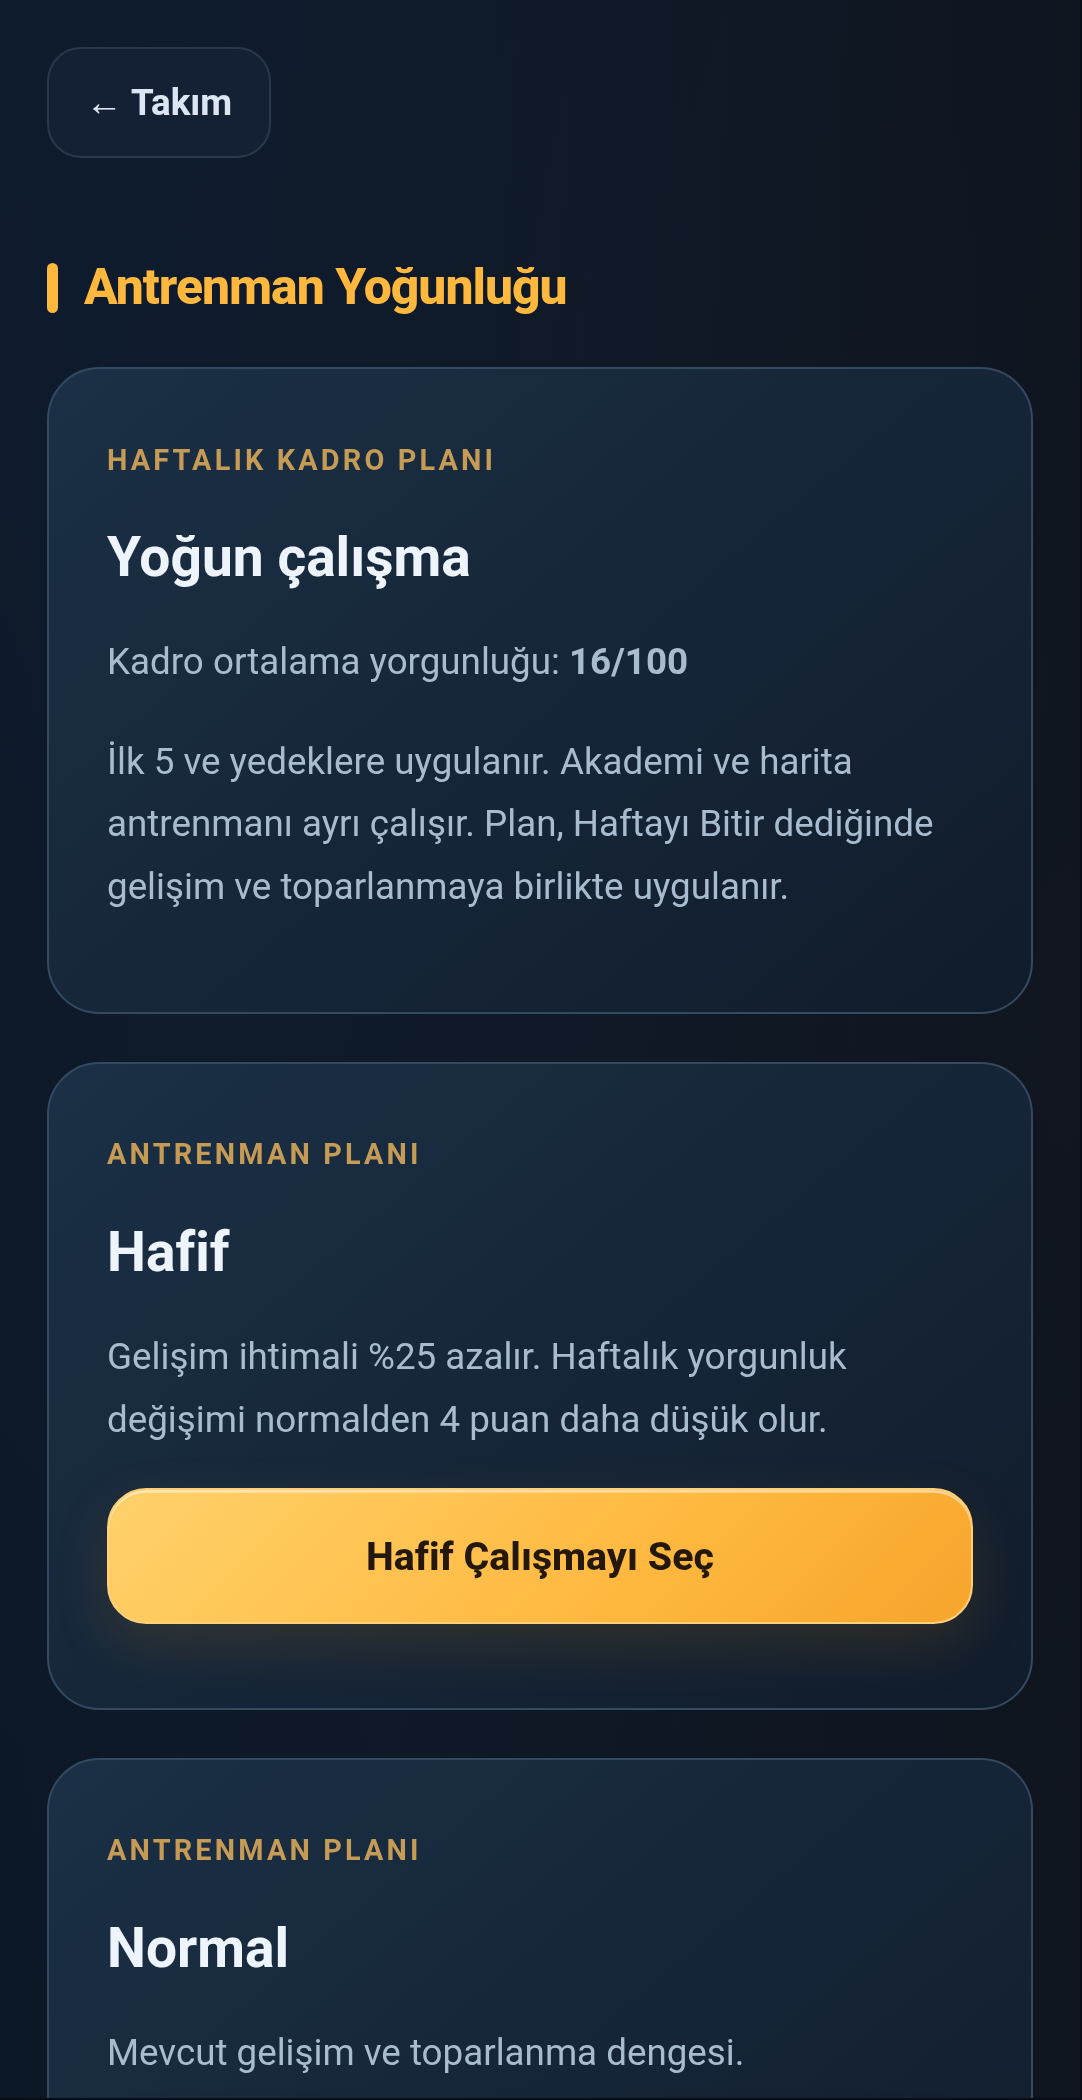 ← Takım
Antrenman Yoğunluğu
HAFTALIK KADRO PLANI
Yoğun çalışma
Kadro ortalama yorgunluğu: 16/100
İlk 5 ve yedeklere uygulanır. Akademi ve harita
antrenmanı ayrı çalışır. Plan, Haftayı Bitir dediğinde
gelişim ve toparlanmaya birlikte uygulanır.
ANTRENMAN PLANI
Hafif
Gelişim ihtimali %25 azalır. Haftalık yorgunluk
değişimi normalden 4 puan daha düşük olur.
Hafif Çalışmayı Seç
ANTRENMAN PLANI
Normal
Mevcut gelişim ve toparlanma dengesi.